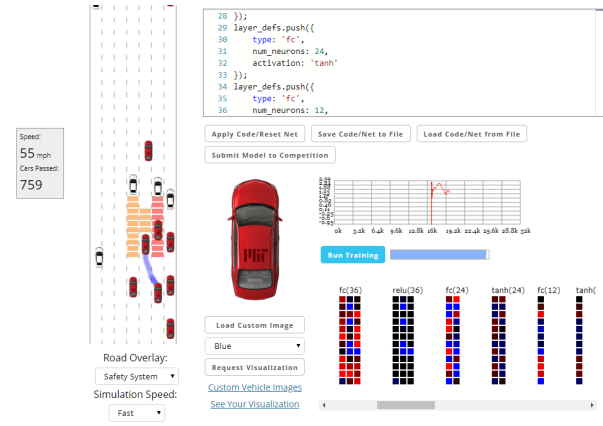 28 });
29 layer_defs.push({
30 type: 'fc',
31 num_neurons: 24,
32 activation: 'tanh'
33 });
34 layer_defs.push({
35 type: 'fc',
36 num_neurons: 12,
Apply Code/Reset Net
Save Code/Net to File
Load Code/Net from File
Submit Model to Competition
Speed:
55 mph
Cars Passed:
759
MIT
0k 3.2k 6.4k 9.6k 12.8k 16k 19.2k 22.4k 25.6k 28.8k 32k
Run Training
fc(36) relu(36) fc(24) tanh(24) fc(12) tanh(
Load Custom Image
Blue
Request Visualization
Custom Vehicle Images
See Your Visualization
Road Overlay:
Safety System
Simulation Speed:
Fast